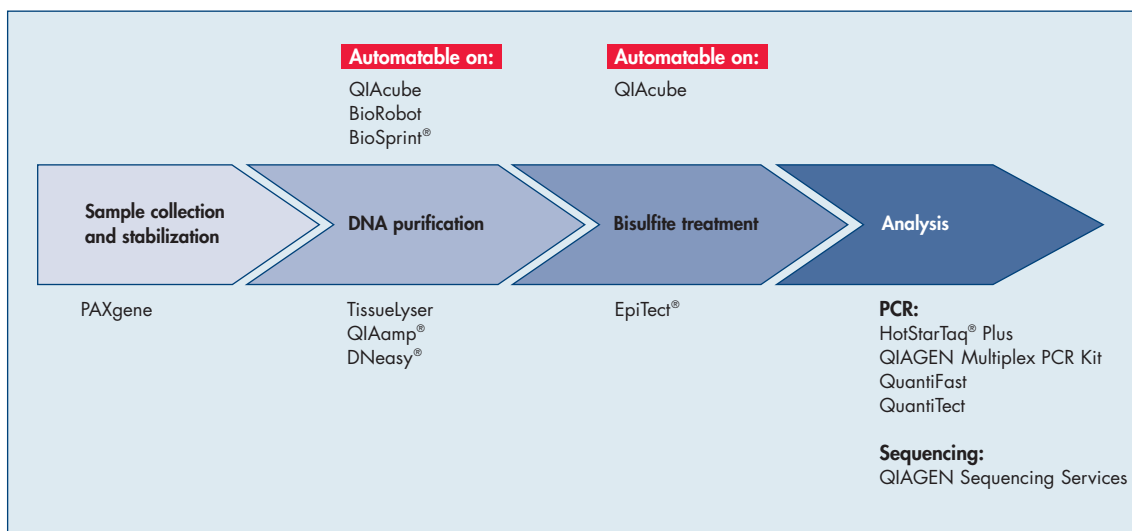 Automatable on:
QIAcube
BioRobot
BioSprint®
Automatable on:
QIAcube
Sample collection
and stabilization
DNA purification
Bisulfite treatment
Analysis
PAXgene
TissueLyser
QIAamp®
DNeasy®
EpiTect®
PCR:
HotStarTaq® Plus
QIAGEN Multiplex PCR Kit
QuantiFast
QuantiTect
Sequencing:
QIAGEN Sequencing Services